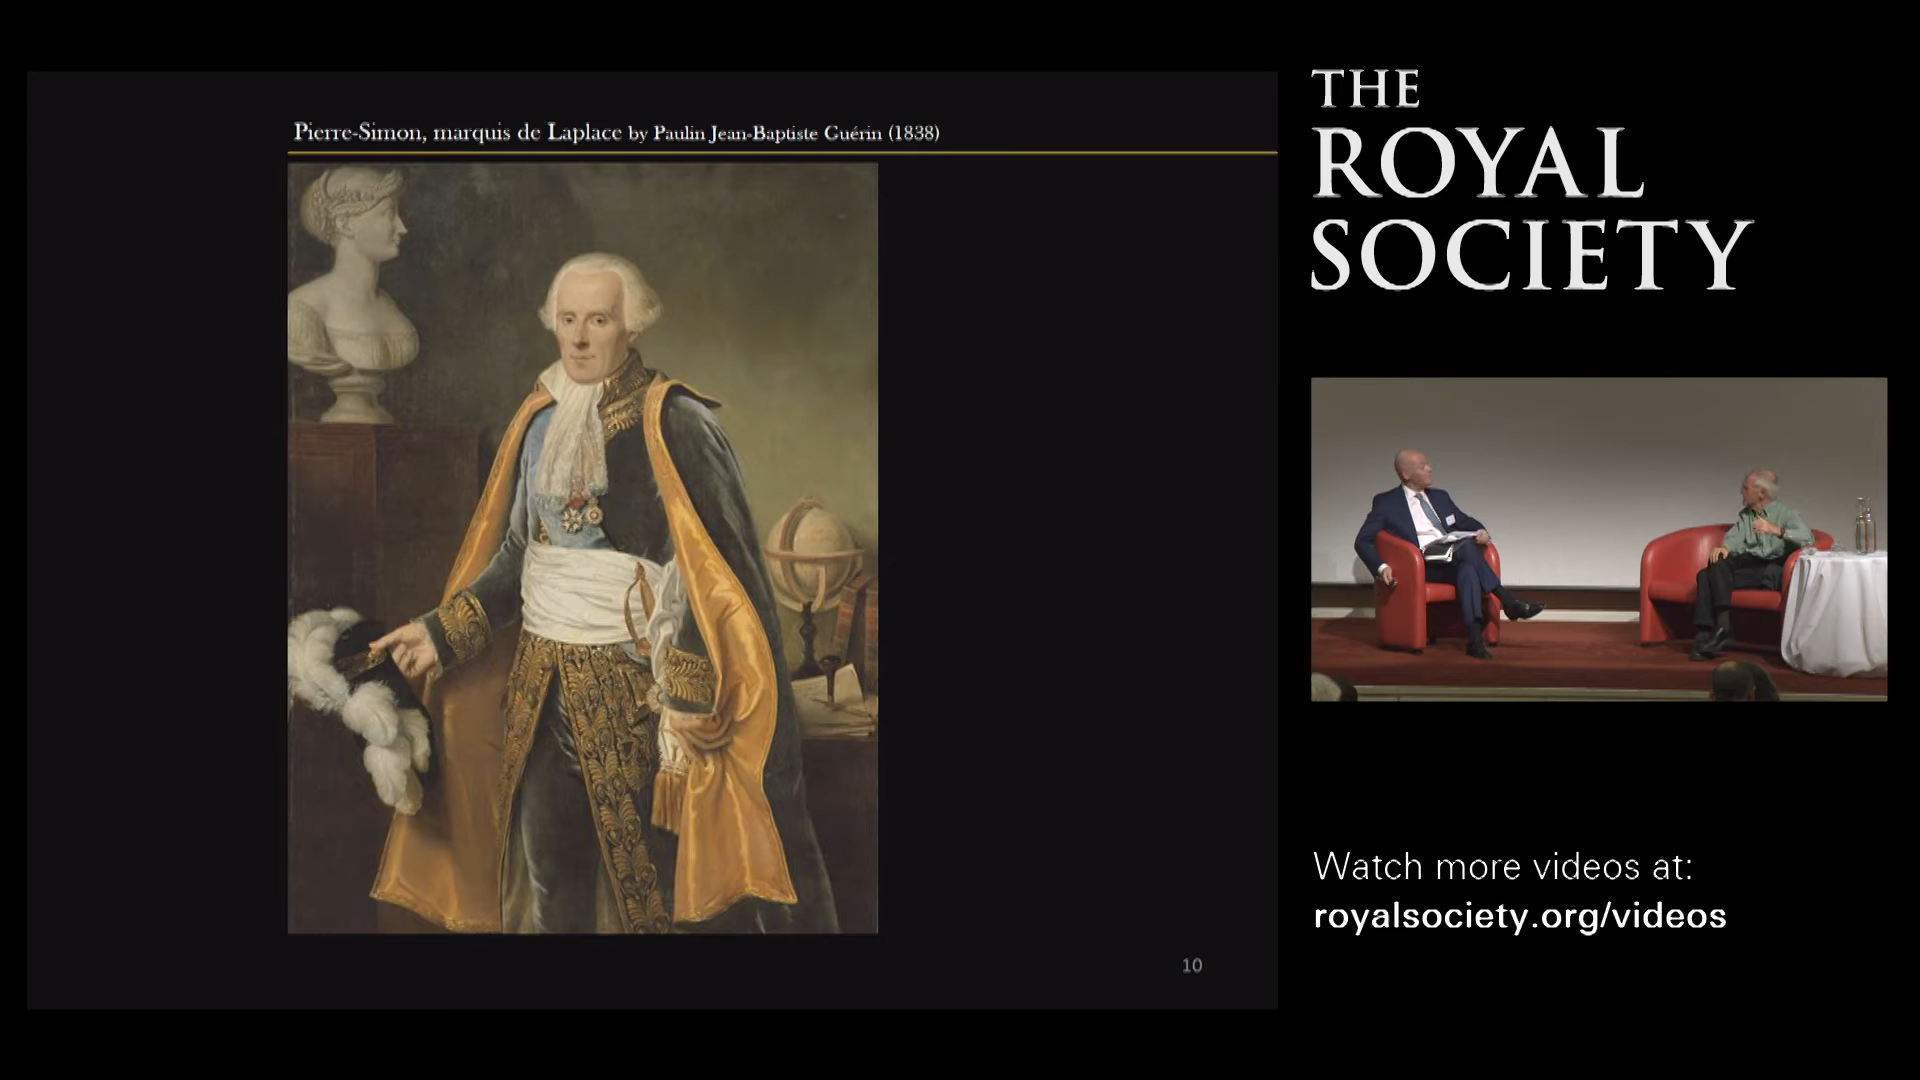 Pierre-Simon, marquis de Laplace by Paulin Jean-Baptiste Guérin (1838)
10
THE
ROYAL
SOCIETY
Watch more videos at:
royalsociety.org/videos